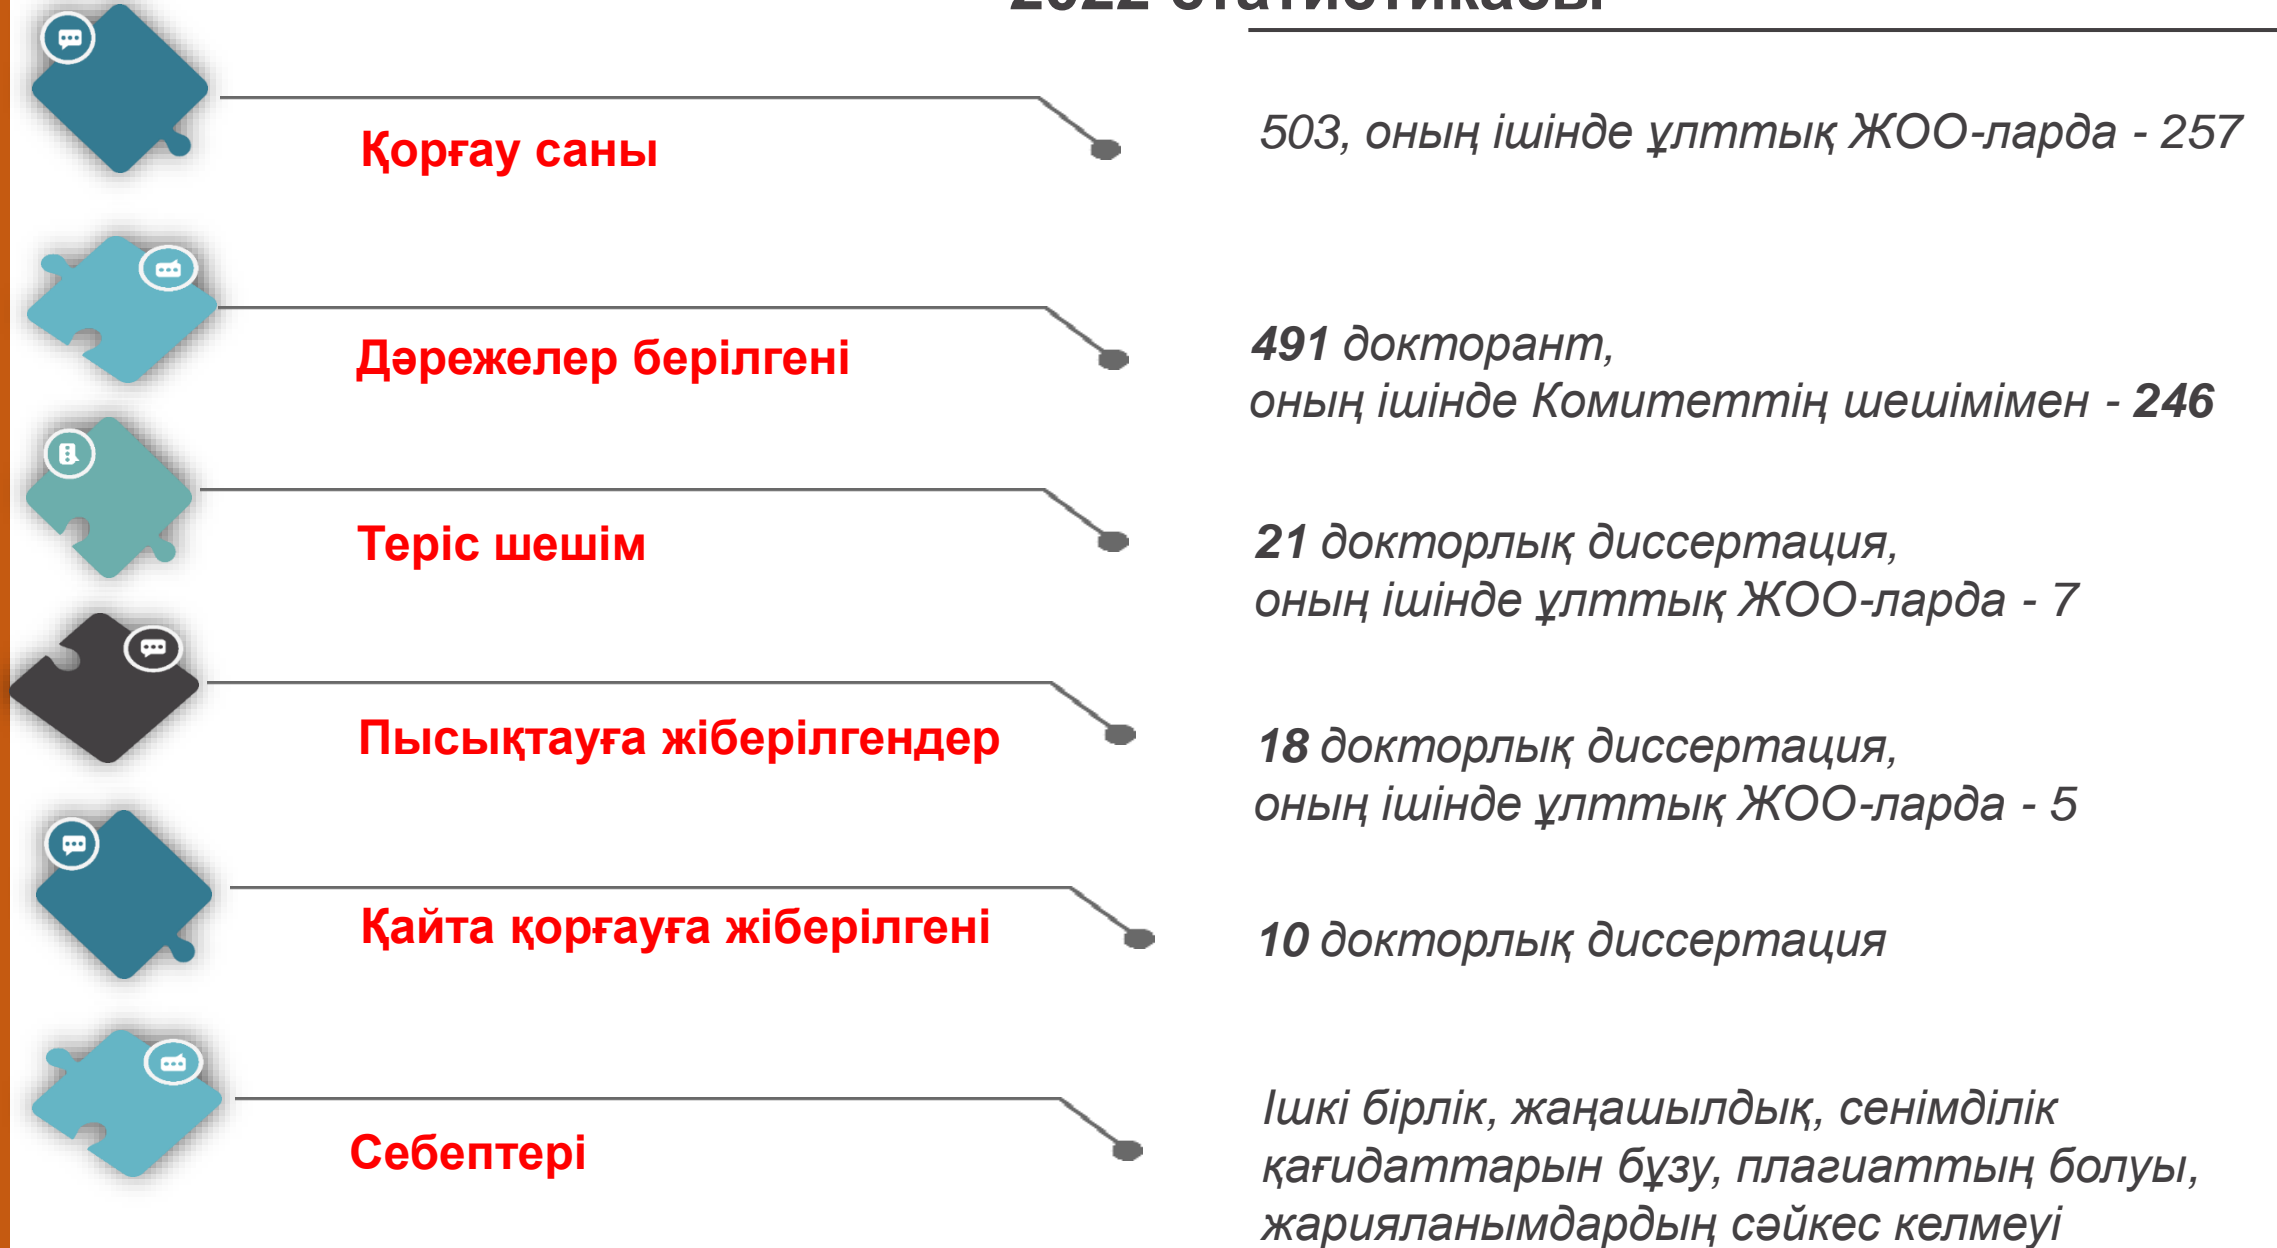 2022 статистикасы
Қорғау саны
503, оның ішінде ұлттық ЖОО-ларда - 257
Дәрежелер берілгені
491 докторант,
оның ішінде Комитеттің шешімімен - 246
Теріс шешім
21 докторлық диссертация,
оның ішінде ұлттық ЖОО-ларда - 7
Пысықтауға жіберілгендер
18 докторлық диссертация,
оның ішінде ұлттық ЖОО-ларда - 5
Қайта қорғауға жіберілгені
10 докторлық диссертация
Себептері
Ішкі бірлік, жаңашылдық, сенімділік
қағидаттарын бұзу, плагиаттың болуы,
жарияланымдардың сәйкес келмеуі